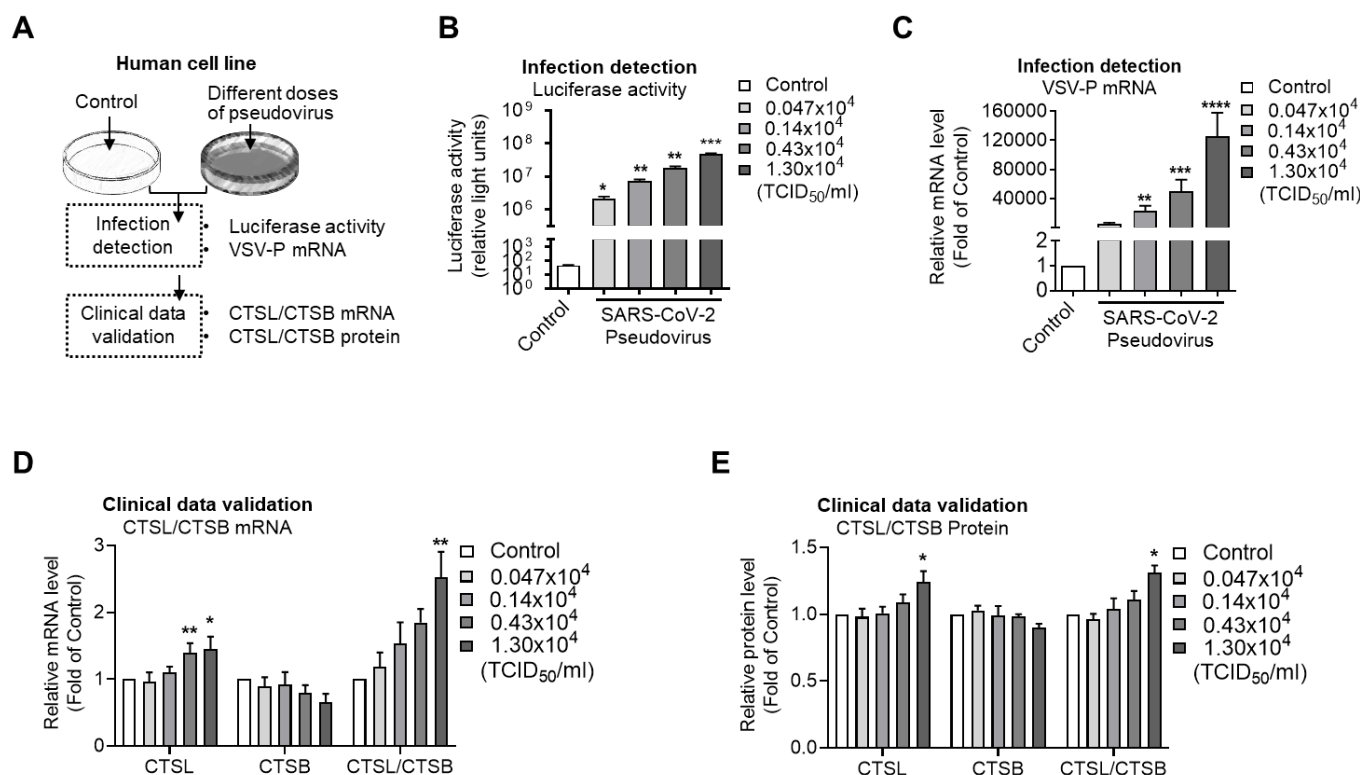 A
Human cell line
Control
Different doses
of pseudovirus
Infection
detection
• Luciferase activity
• VSV-P mRNA
Clinical data
validation
• CTSL/CTSB mRNA
• CTSL/CTSB protein
B
Infection detection
Luciferase activity
Luciferase activity
(relative light units)
10⁹
10⁸
10⁷
10⁶
10³
10²
10¹
10⁰
*
**
**
***
Control
SARS-CoV-2
Pseudovirus
Control
0.047x10⁴
0.14x10⁴
0.43x10⁴
1.30x10⁴
(TCID₅₀/ml)
C
Infection detection
VSV-P mRNA
Relative mRNA level
(Fold of Control)
160000
120000
80000
40000
2
1
0
**
***
****
Control
SARS-CoV-2
Pseudovirus
Control
0.047x10⁴
0.14x10⁴
0.43x10⁴
1.30x10⁴
(TCID₅₀/ml)
D
Clinical data validation
CTSL/CTSB mRNA
Relative mRNA level
(Fold of Control)
3
2
1
0
**
*
**
CTSL
CTSB
CTSL/CTSB
Control
0.047x10⁴
0.14x10⁴
0.43x10⁴
1.30x10⁴
(TCID₅₀/ml)
E
Clinical data validation
CTSL/CTSB Protein
Relative protein level
(Fold of Control)
1.5
1.0
0.5
0.0
*
*
CTSL
CTSB
CTSL/CTSB
Control
0.047x10⁴
0.14x10⁴
0.43x10⁴
1.30x10⁴
(TCID₅₀/ml)